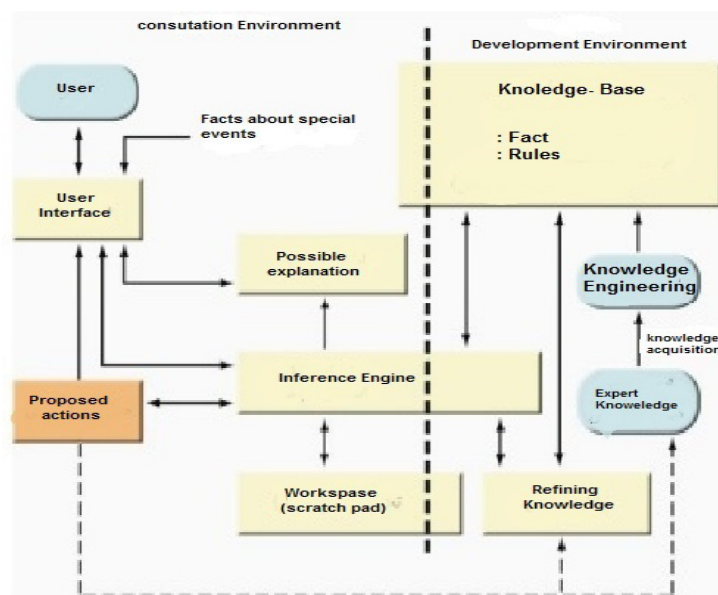 consutation Environment
Development Environment
User
Facts about special
events
Knoledge- Base
: Fact
: Rules
User
Interface
Possible
explanation
Knowledge
Engineering
knowledge
acquisition
Inference Engine
Proposed
actions
Expert
Knoweledge
Workspase
(scratch pad)
Refining
Knowledge